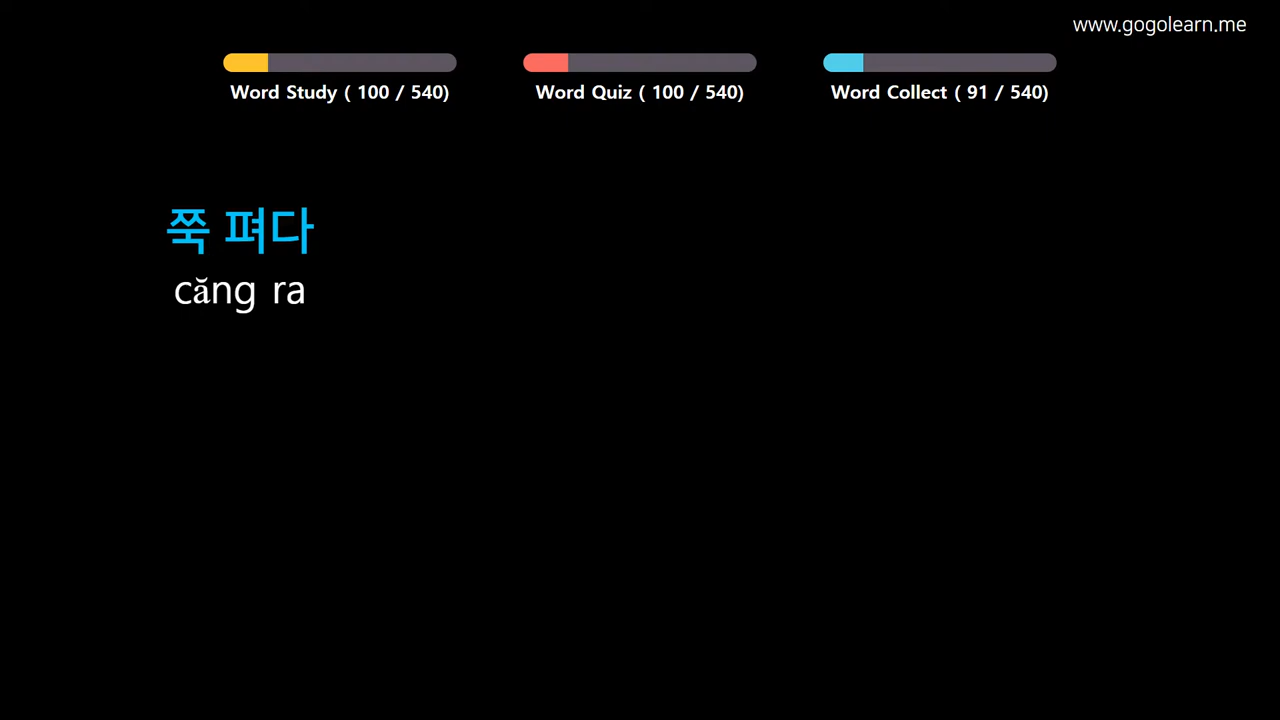 www.gogolearn.me
Word Study ( 100 / 540)
Word Quiz ( 100 / 540)
Word Collect ( 91 / 540)
쭉 펴다
căng ra